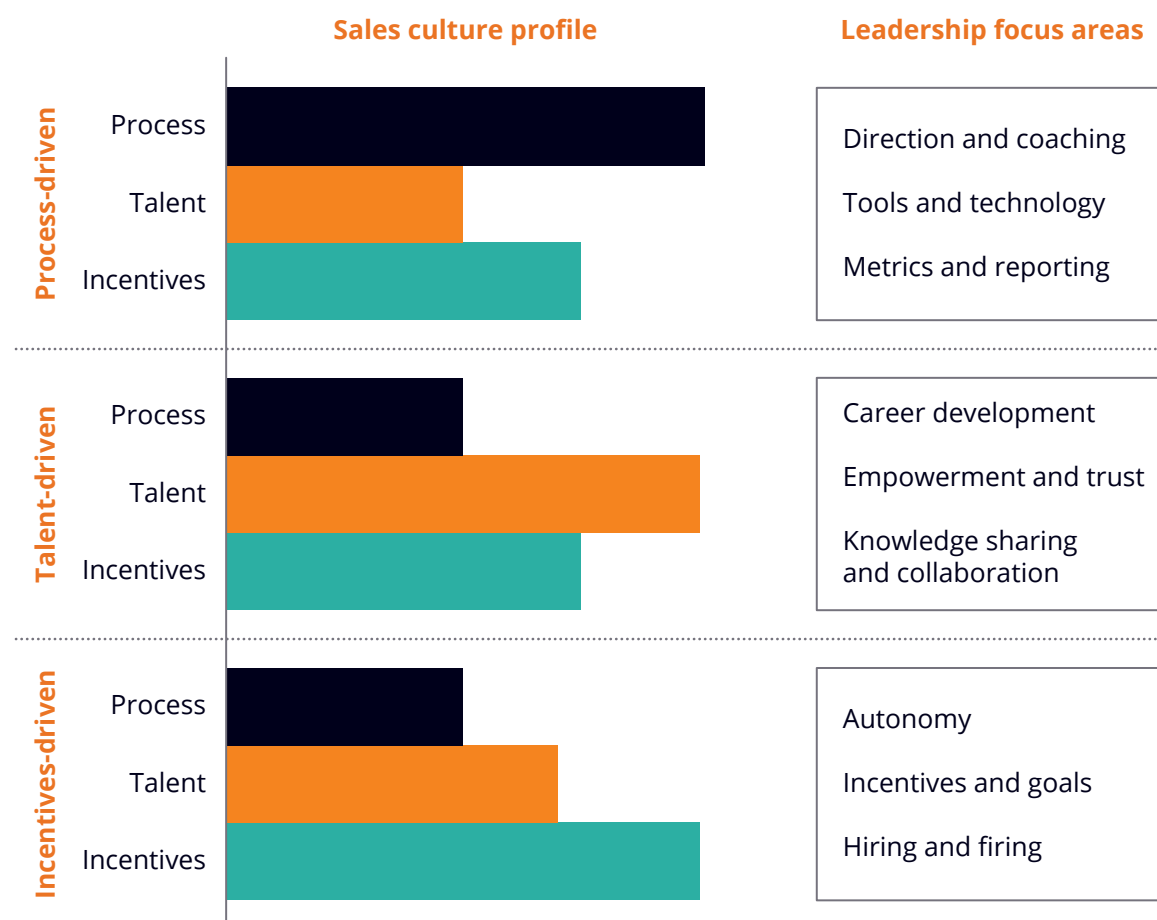 Sales culture profile
Leadership focus areas
Process-driven
Process
Talent
Incentives
Direction and coaching
Tools and technology
Metrics and reporting
Talent-driven
Process
Talent
Incentives
Career development
Empowerment and trust
Knowledge sharing
and collaboration
Incentives-driven
Process
Talent
Incentives
Autonomy
Incentives and goals
Hiring and firing